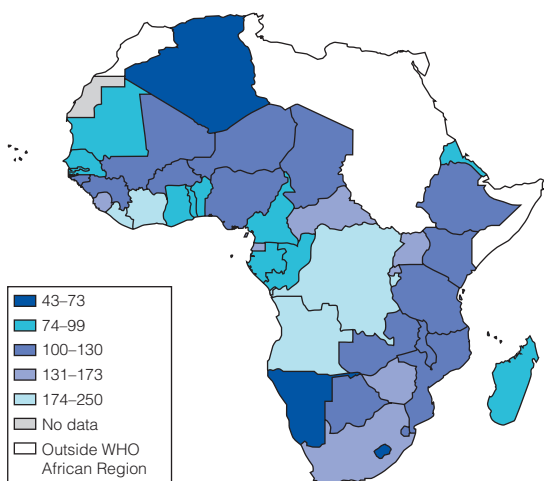 43–73
74–99
100–130
131–173
174–250
No data
Outside WHO
African Region